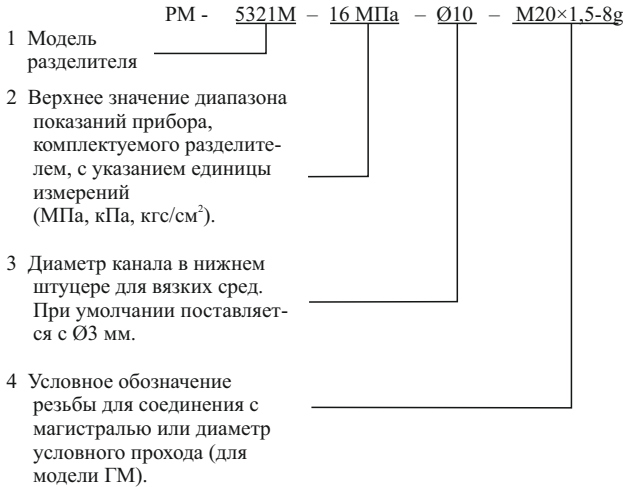 РМ - 5321М – 16 МПа – Ø10 – М20×1,5-8g
1 Модель
разделителя
2 Верхнее значение диапазона
показаний прибора,
комплектуемого разделите-
лем, с указанием единицы
измерений
(МПа, кПа, кгс/см²).
3 Диаметр канала в нижнем
штуцере для вязких сред.
При умолчании поставляет-
ся с Ø3 мм.
4 Условное обозначение
резьбы для соединения с
магистралью или диаметр
условного прохода (для
модели ГМ).